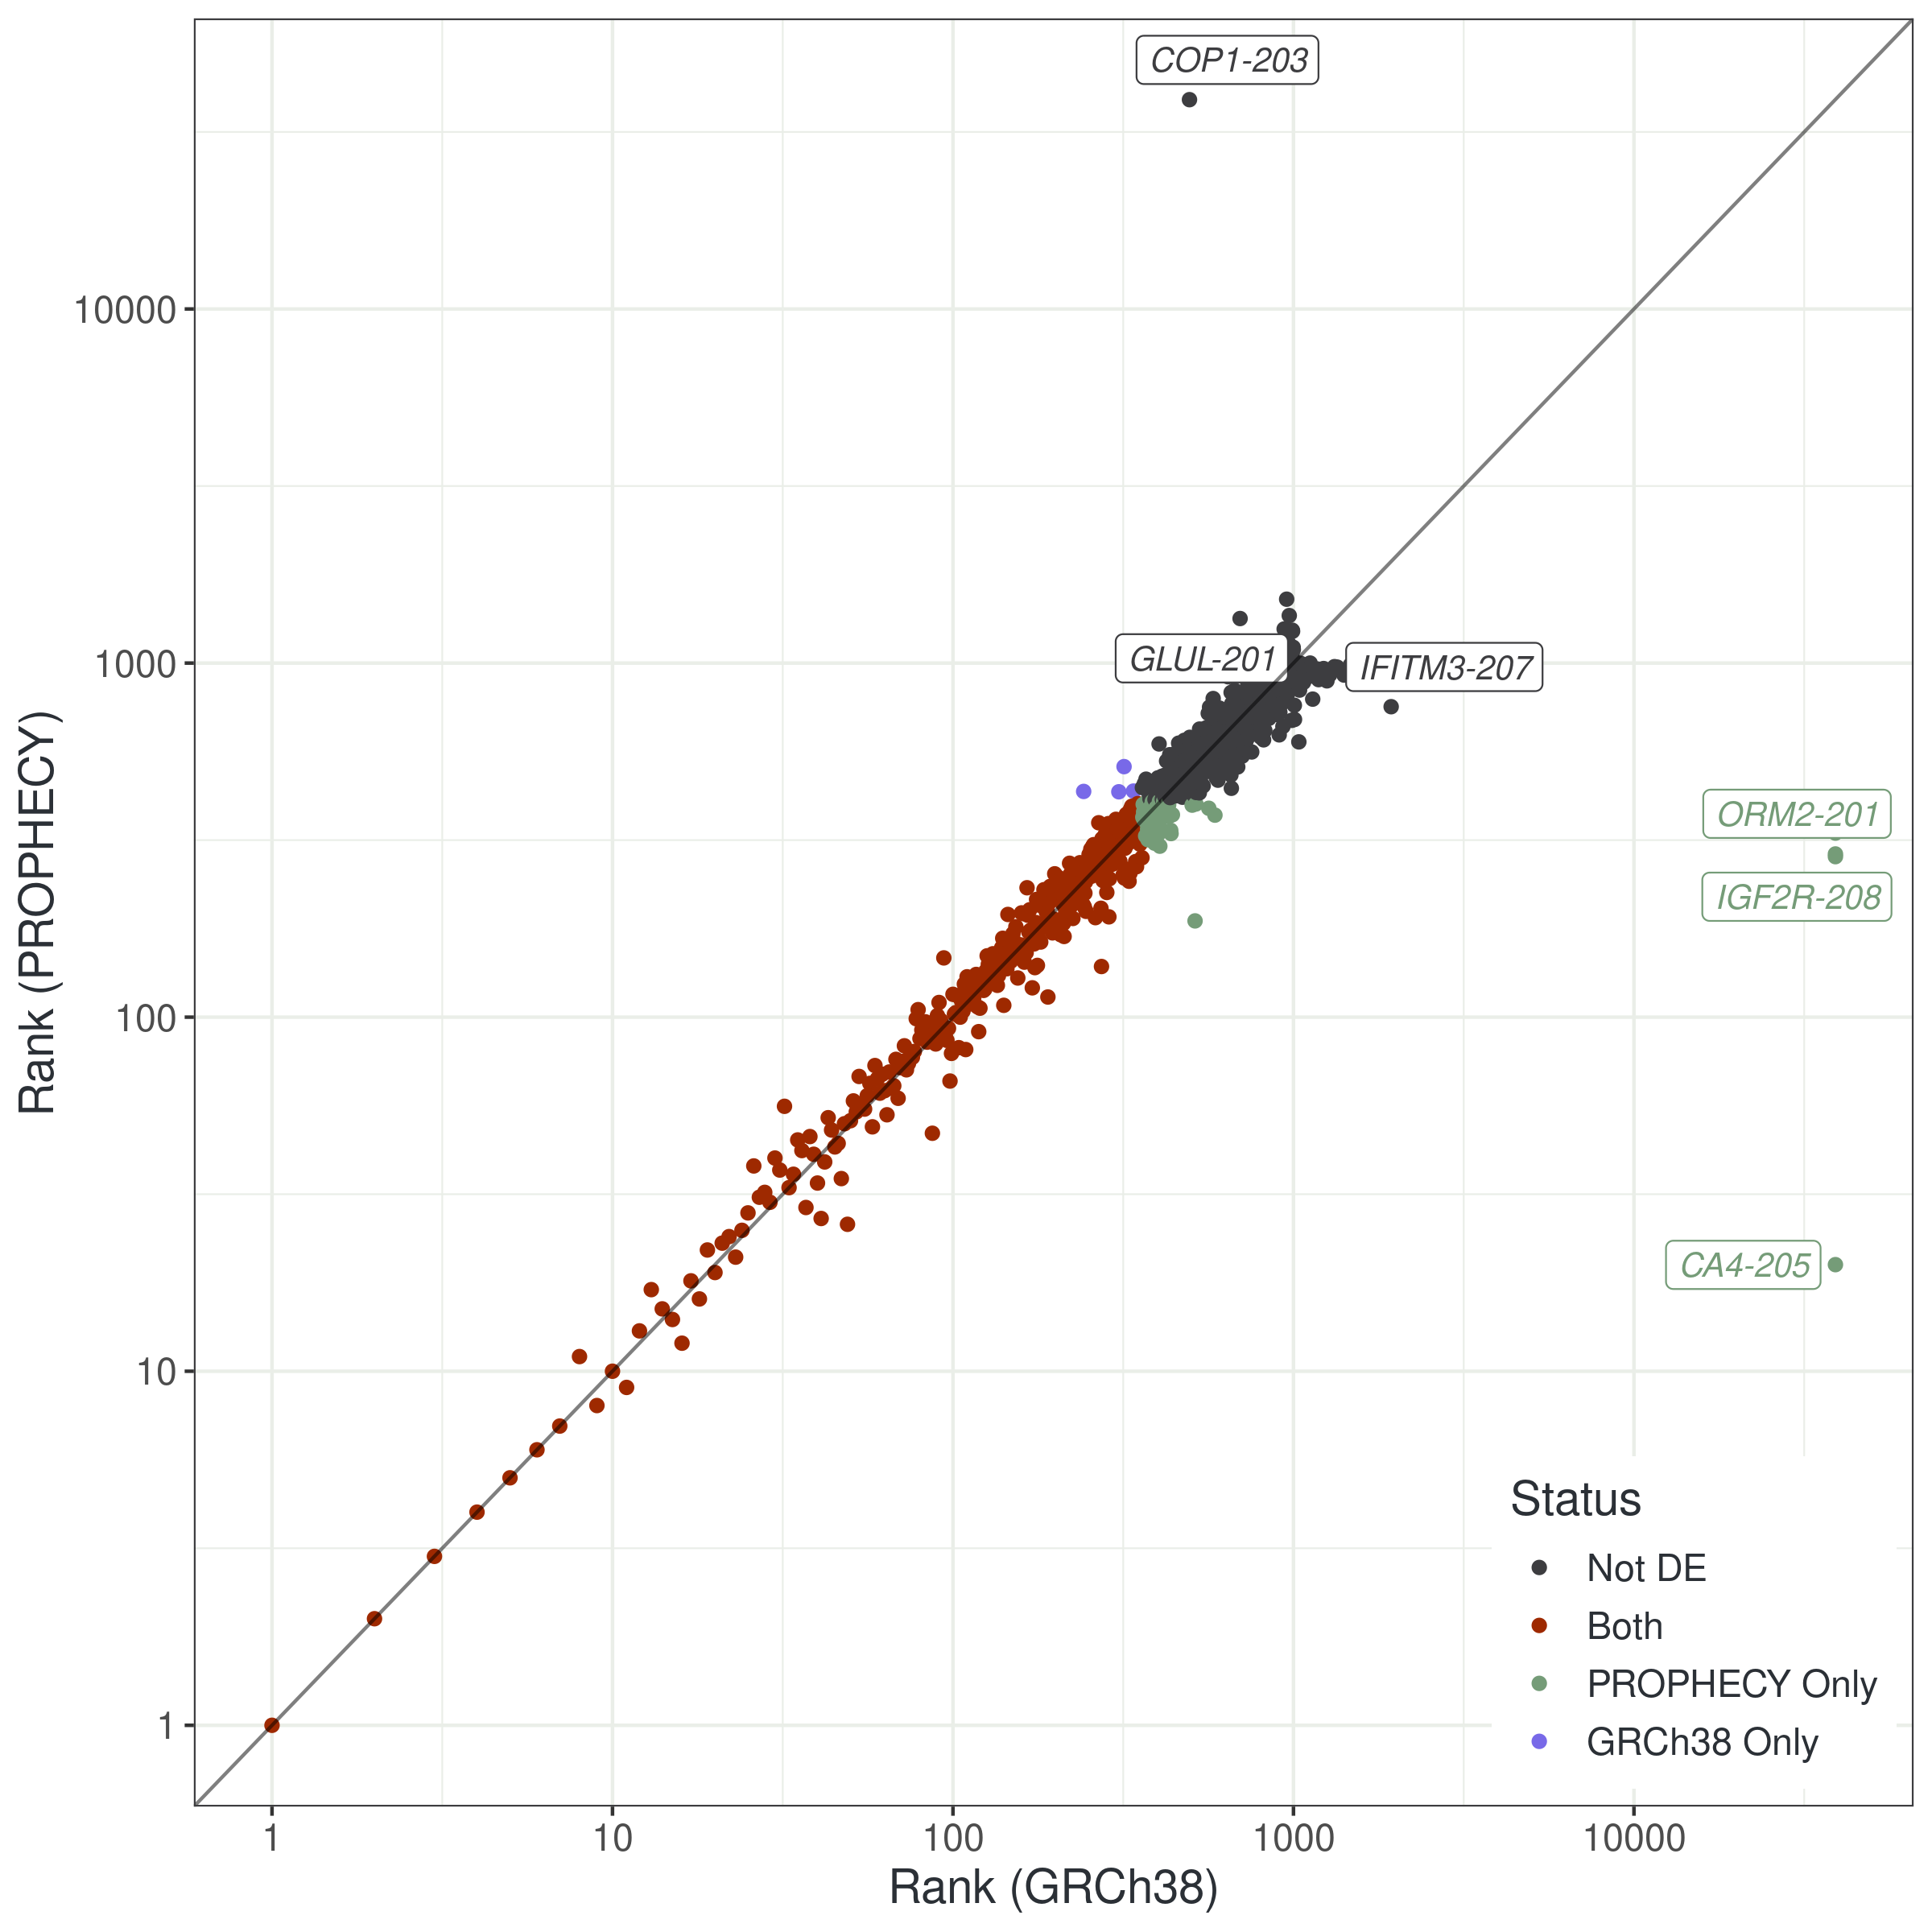 COP1-203
10000
1000
GLUL-201
IFITM3-207
ORM2-201
IGF2R-208
Rank (PROPHECY)
100
CA4-205
10
Status
Not DE
Both
PROPHECY Only
GRCh38 Only
1
1
10
100
1000
10000
Rank (GRCh38)